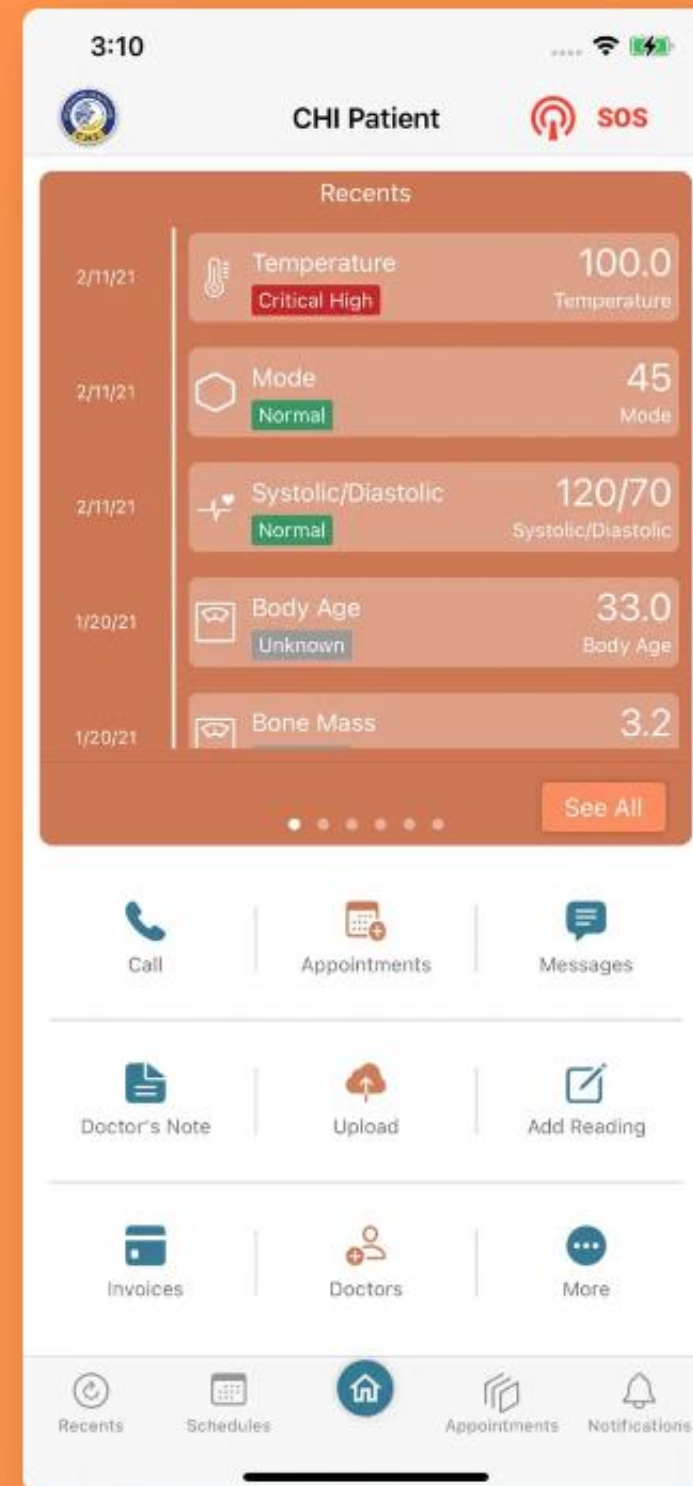 3:10
CHI Patient
SOS
Recents
2/11/21
Temperature
Critical High
100.0
Temperature
2/11/21
Mode
Normal
45
Mode
2/11/21
Systolic/Diastolic
Normal
120/70
Systolic/Diastolic
1/20/21
Body Age
Unknown
33.0
Body Age
1/20/21
Bone Mass
3.2
See All
Call
Appointments
Messages
Doctor's Note
Upload
Add Reading
Invoices
Doctors
More
Recents
Schedules
Appointments
Notifications